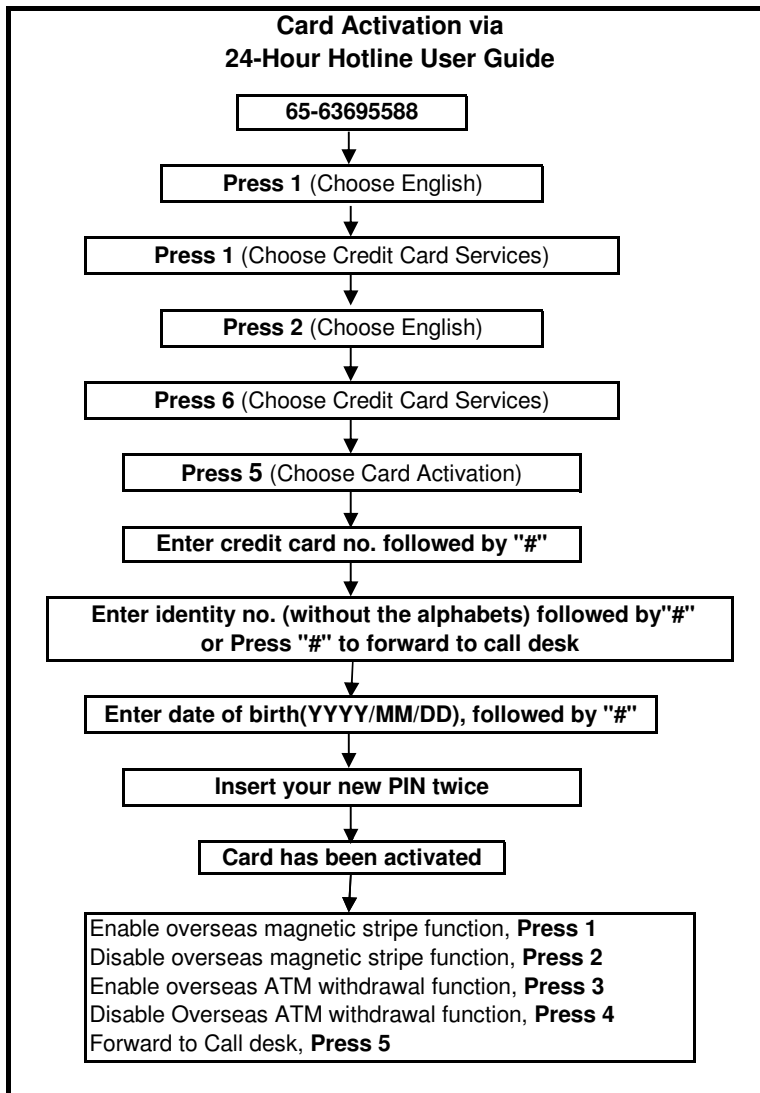 Card Activation via
24-Hour Hotline User Guide
65-63695588
Press 1 (Choose English)
Press 1 (Choose Credit Card Services)
Press 2 (Choose English)
Press 6 (Choose Credit Card Services)
Press 5 (Choose Card Activation)
Enter credit card no. followed by "#"
Enter identity no. (without the alphabets) followed by"#"
or Press "#" to forward to call desk
Enter date of birth(YYYY/MM/DD), followed by "#"
Insert your new PIN twice
Card has been activated
Enable overseas magnetic stripe function, Press 1
Disable overseas magnetic stripe function, Press 2
Enable overseas ATM withdrawal function, Press 3
Disable Overseas ATM withdrawal function, Press 4
Forward to Call desk, Press 5